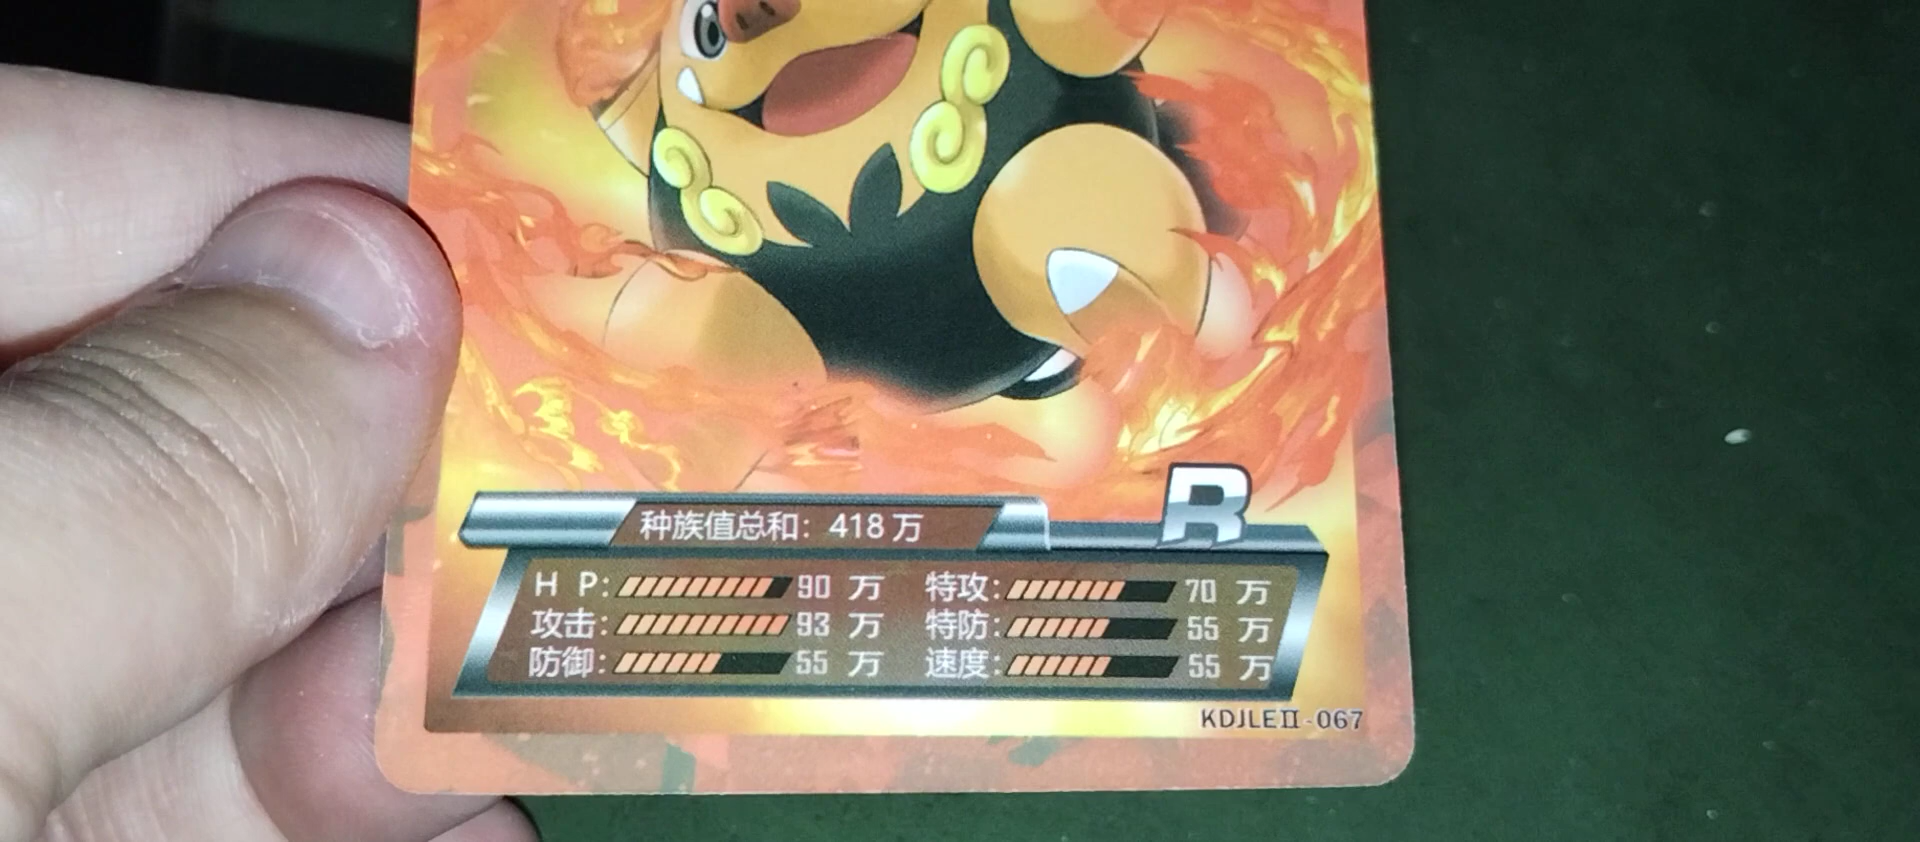 R
种族值总和：418万
H P：90 万 特攻：70 万
攻击：93 万 特防：55 万
防御：55 万 速度：55 万
KDJLEⅡ-067